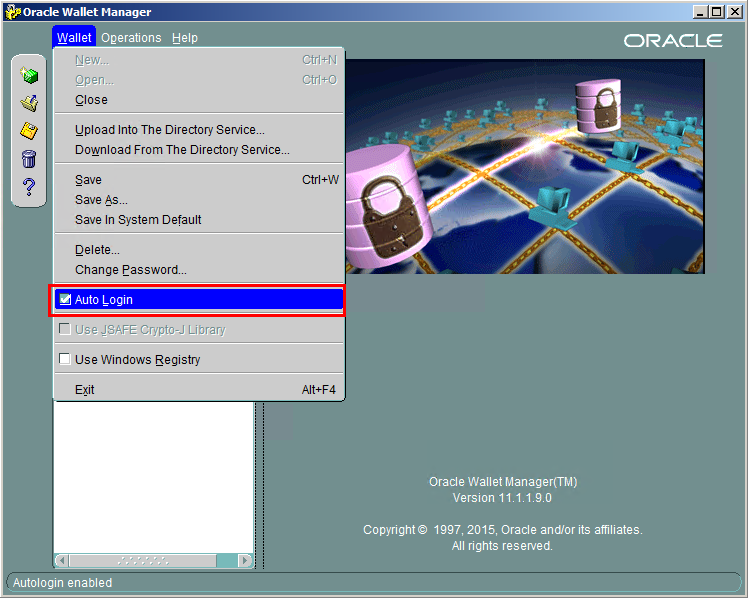 Oracle Wallet Manager
Wallet Operations Help
ORACLE
New... Ctrl+N
Open... Ctrl+O
Close
Upload Into The Directory Service...
Download From The Directory Service...
Save Ctrl+W
Save As...
Save In System Default
Delete...
Change Password...
Auto Login
Use JSAFE Crypto-J Library
Use Windows Registry
Exit Alt+F4
Oracle Wallet Manager(TM)
Version 11.1.1.9.0
Copyright © 1997, 2015, Oracle and/or its affiliates.
All rights reserved.
Autologin enabled